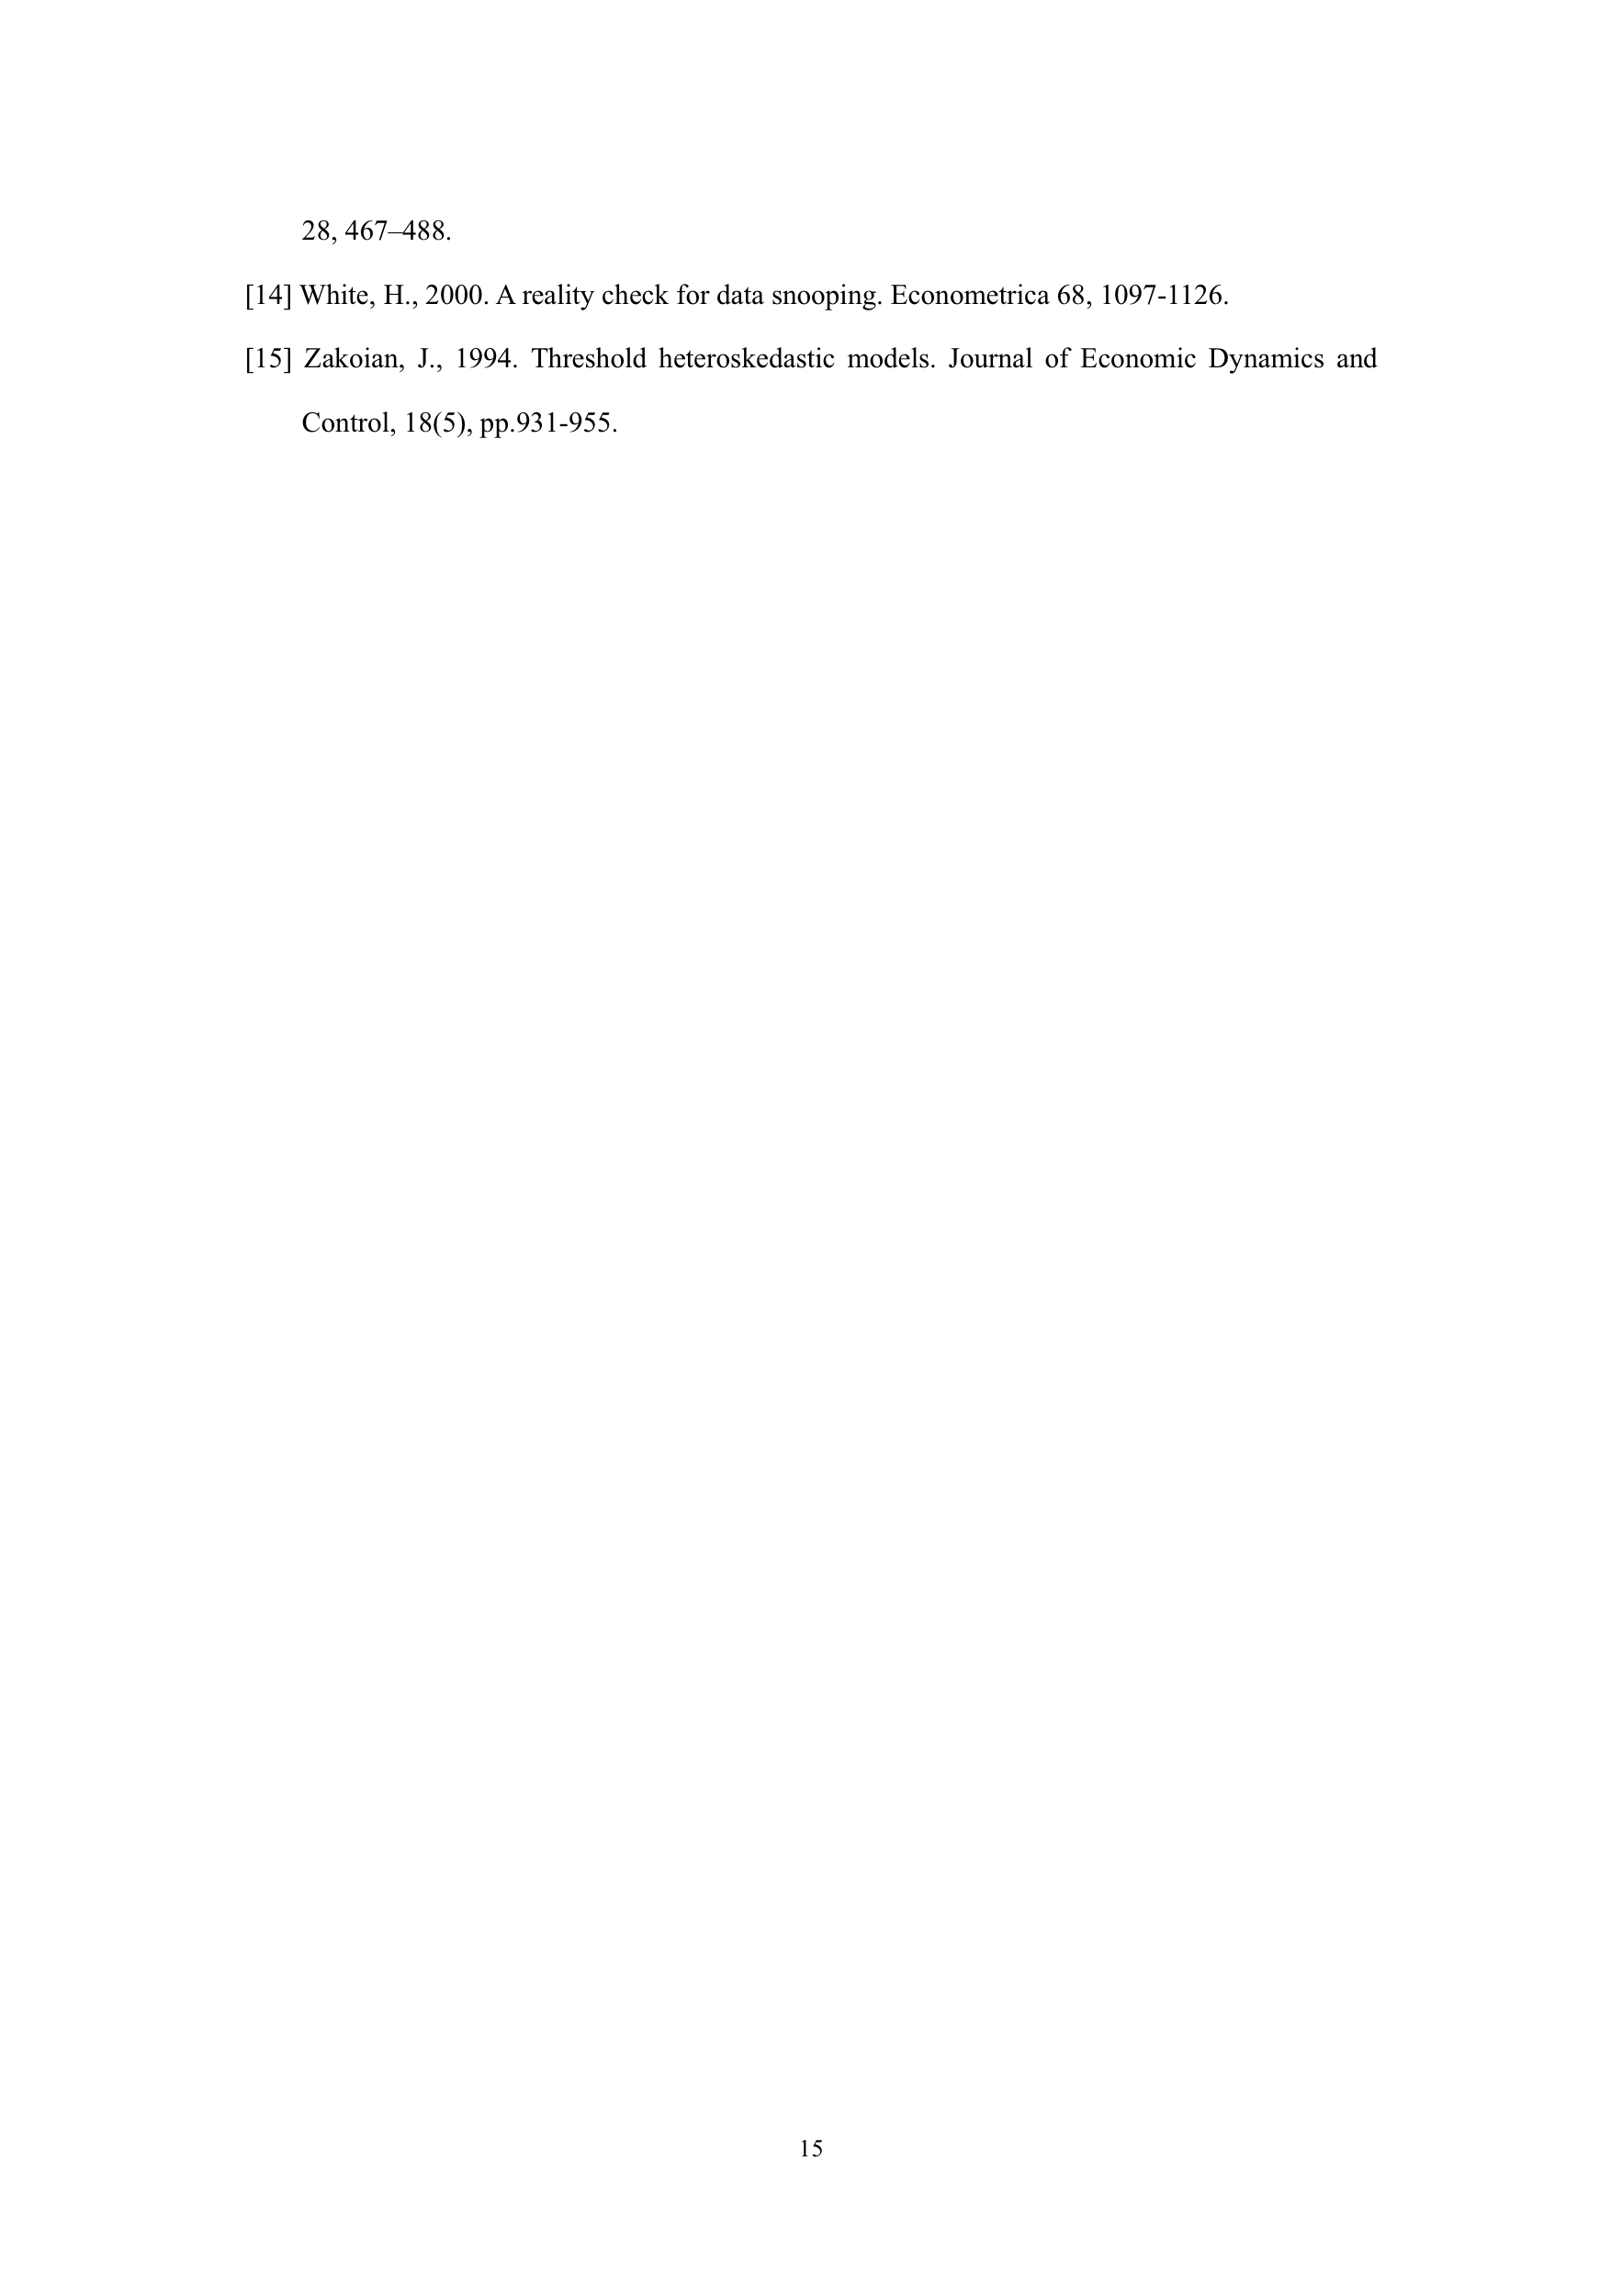 28, 467–488.
[14] White, H., 2000. A reality check for data snooping. Econometrica 68, 1097-1126.
[15] Zakoian, J., 1994. Threshold heteroskedastic models. Journal of Economic Dynamics and
Control, 18(5), pp.931-955.
15